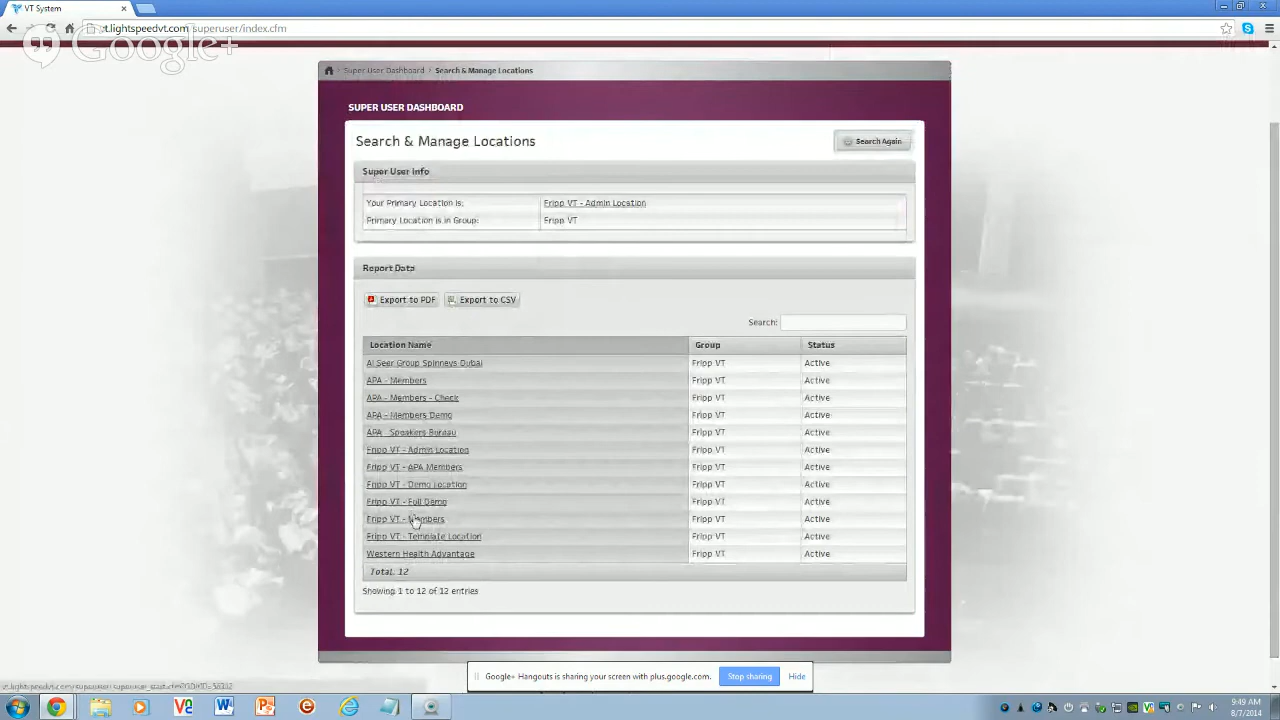 VT System
t.lightspeedvt.com/superuser/index.cfm
Google+
Super User Dashboard
Search & Manage Locations
SUPER USER DASHBOARD
Search & Manage Locations
Search Again
Super User Info
Your Primary Location is:
Fripp VT - Admin Location
Primary Location is in Group:
Fripp VT
Report Data
Export to PDF
Export to CSV
Search:
Location Name
Group
Status
Al Seer Group Spinneys Dubai
Fripp VT
Active
APA - Members
Fripp VT
Active
APA - Members - Check
Fripp VT
Active
APA - Members Demo
Fripp VT
Active
APA - Speakers Bureau
Fripp VT
Active
Fripp VT - Admin Location
Fripp VT
Active
Fripp VT - APA Members
Fripp VT
Active
Fripp VT - Demo Location
Fripp VT
Active
Fripp VT - Full Demo
Fripp VT
Active
Fripp VT - Members
Fripp VT
Active
Fripp VT - Template Location
Fripp VT
Active
Western Health Advantage
Fripp VT
Active
Total: 12
Showing 1 to 12 of 12 entries
Google+ Hangouts is sharing your screen with plus.google.com.
Stop sharing
Hide
9:49 AM
8/7/2014